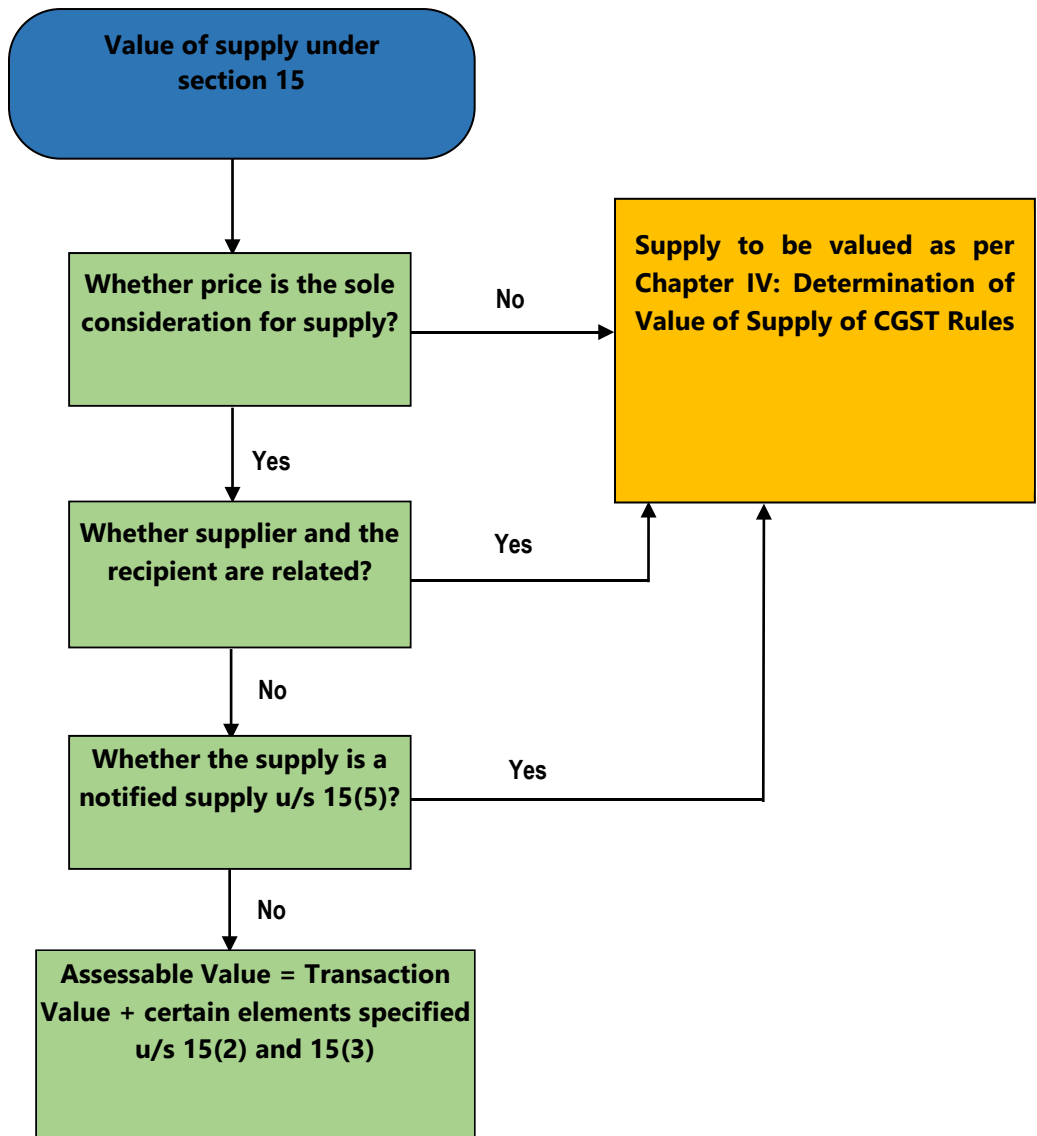 Value of supply under
section 15
Whether price is the sole
consideration for supply?
No
Supply to be valued as per
Chapter IV: Determination of
Value of Supply of CGST Rules
Yes
Whether supplier and the
recipient are related?
Yes
No
Whether the supply is a
notified supply u/s 15(5)?
Yes
No
Assessable Value = Transaction
Value + certain elements specified
u/s 15(2) and 15(3)